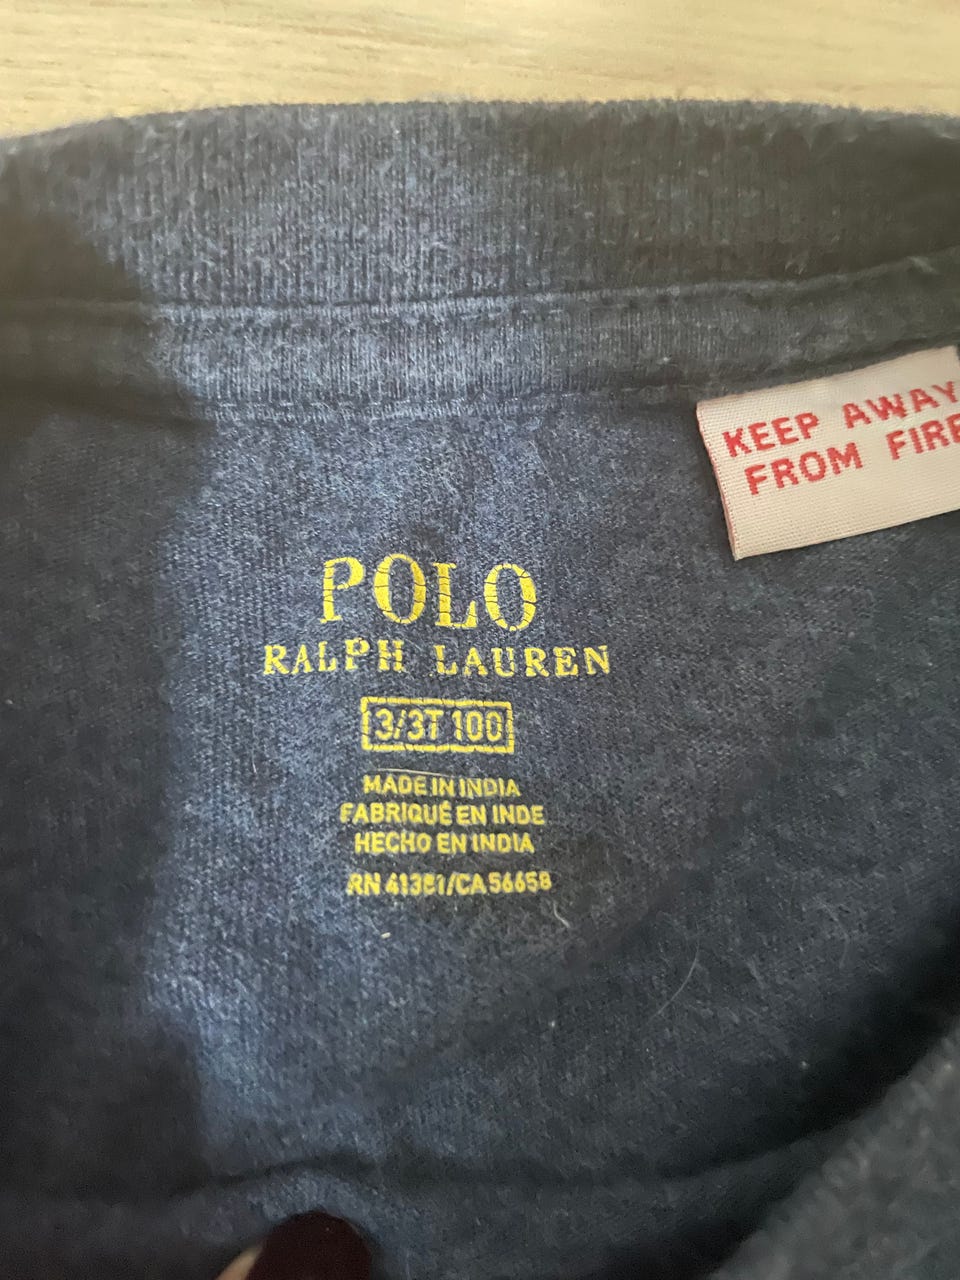 KEEP AWAY
FROM FIRE
POLO
RALPH LAUREN
3/3T 100
MADE IN INDIA
FABRIQUÉ EN INDE
HECHO EN INDIA
RN 41381/CA 56658